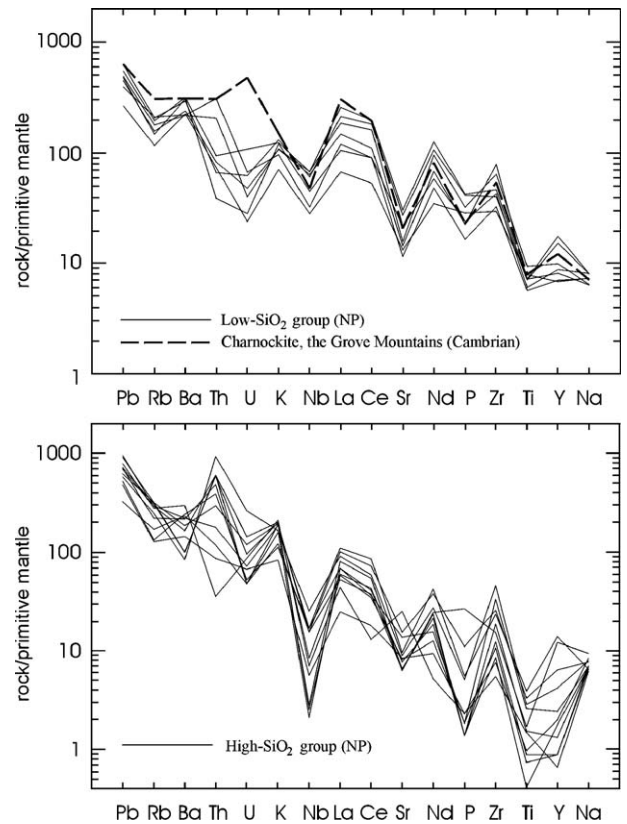 1000
100
10
1
rock/primitive mantle
Low-SiO₂ group (NP)
Charnockite, the Grove Mountains (Cambrian)
Pb Rb Ba Th U K Nb La Ce Sr Nd P Zr Ti Y Na
1000
100
10
1
rock/primitive mantle
High-SiO₂ group (NP)
Pb Rb Ba Th U K Nb La Ce Sr Nd P Zr Ti Y Na